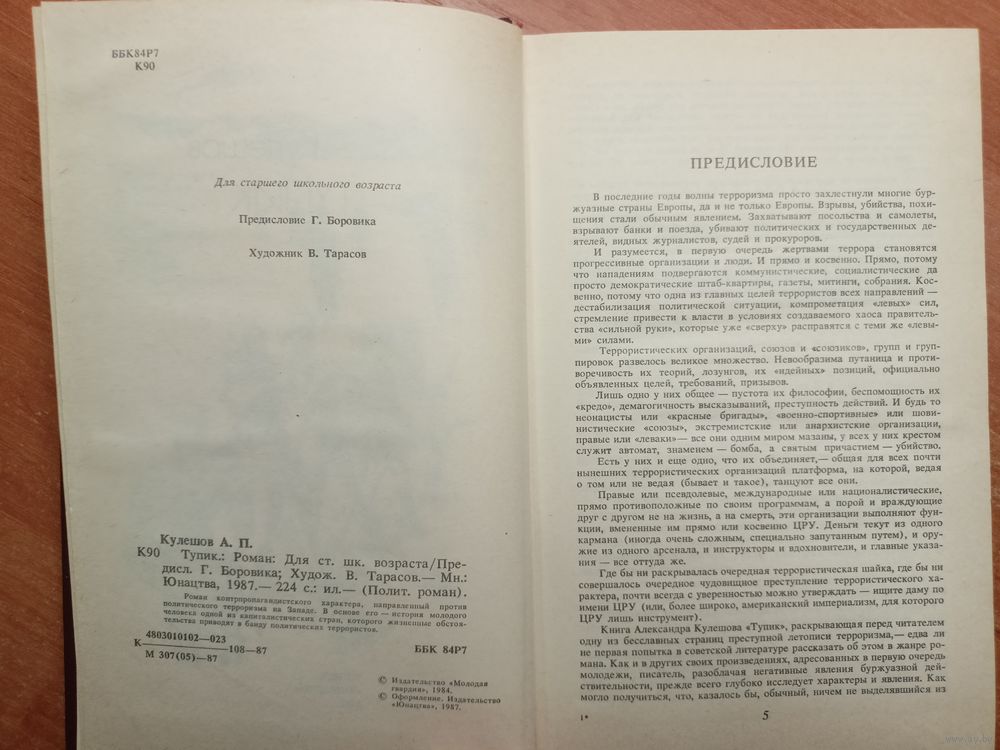 ББК84Р7
К90
Для старшего школьного возраста
Предисловие Г. Боровика
Художник В. Тарасов
Кулешов А. П.
К90 Тупик.: Роман: Для ст. шк. возраста/Пре-
дисл. Г. Боровика; Худож. В. Тарасов.— Мн.:
Юнацтва, 1987.— 224 с.: ил.— (Полит. роман).
Роман контрпропагандистского характера, направленный против
политического терроризма на Западе. В основе его — история молодого
человека одной из капиталистических стран, которого жизненные обстоя-
тельства приводят в банду политических террористов.
К 4803010102—023 108—87
М 307(05)—87
ББК 84Р7
© Издательство «Молодая
гвардия», 1984.
© Оформление. Издательство
«Юнацтва», 1987.
ПРЕДИСЛОВИЕ
В последние годы волны терроризма просто захлестнули многие бур-
жуазные страны Европы, да и не только Европы. Взрывы, убийства, похи-
щения стали обычным явлением. Захватывают посольства и самолеты,
взрывают банки и поезда, убивают политических и государственных де-
ятелей, видных журналистов, судей и прокуроров.
И разумеется, в первую очередь жертвами террора становятся
прогрессивные организации и люди. И прямо и косвенно. Прямо, потому
что нападениям подвергаются коммунистические, социалистические да
просто демократические штаб-квартиры, газеты, митинги, собрания. Кос-
венно, потому что одна из главных целей террористов всех направлений —
дестабилизация политической ситуации, компрометация «левых» сил,
стремление привести к власти в условиях создаваемого хаоса правитель-
ства «сильной руки», которые уже «сверху» расправятся с теми же «левы-
ми» силами.
Террористических организаций, союзов и «союзиков», групп и груп-
пировок развелось великое множество. Невообразима путаница и проти-
воречивость их теорий, лозунгов, их «идейных» позиций, официально
объявленных целей, требований, призывов.
Лишь одно у них общее — пустота их философии, беспомощность их
«кредо», демагогичность высказываний, преступность действий. И будь то
неонацисты или «красные бригады», «военно-спортивные» или шови-
нистические «союзы», экстремистские или анархистские организации,
правые или «леваки»— все они одним миром мазаны, у всех у них крестом
служит автомат, знаменем — бомба, а святым причастием — убийство.
Есть у них и еще одно, что их объединяет,— общая для всех почти
нынешних террористических организаций платформа, на которой, ведая
о том или не ведая (бывает и такое), танцуют все они.
Правые или псевдолевые, международные или националистические,
прямо противоположные по своим программам, а порой и враждующие
друг с другом не на жизнь, а на смерть, эти организации выполняют фун-
кции, вмененные им прямо или косвенно ЦРУ. Деньги текут из одного
кармана (иногда очень сложным, специально запутанным путем), и ору-
жие из одного арсенала, и инструкторы и вдохновители, и главные указа-
ния — все оттуда же.
Где бы ни раскрывалась очередная террористическая шайка, где бы ни
совершалось очередное чудовищное преступление террористического ха-
рактера, почти всегда с уверенностью можно утверждать — ищите даму по
имени ЦРУ (или, более широко, американский империализм, для которого
ЦРУ лишь инструмент).
Книга Александра Кулешова «Тупик», раскрывающая перед читателем
одну из бесславных страниц преступной летописи терроризма,— едва ли
не первая попытка в советской литературе рассказать об этом в жанре ро-
мана. Как и в других своих произведениях, адресованных в первую очередь
молодежи, писатель, разоблачая негативные явления буржуазной дей-
ствительности, прежде всего глубоко исследует характеры и явления. Как
могло получиться, что, казалось бы, обычный, ничем не выделявшийся из
1*
5